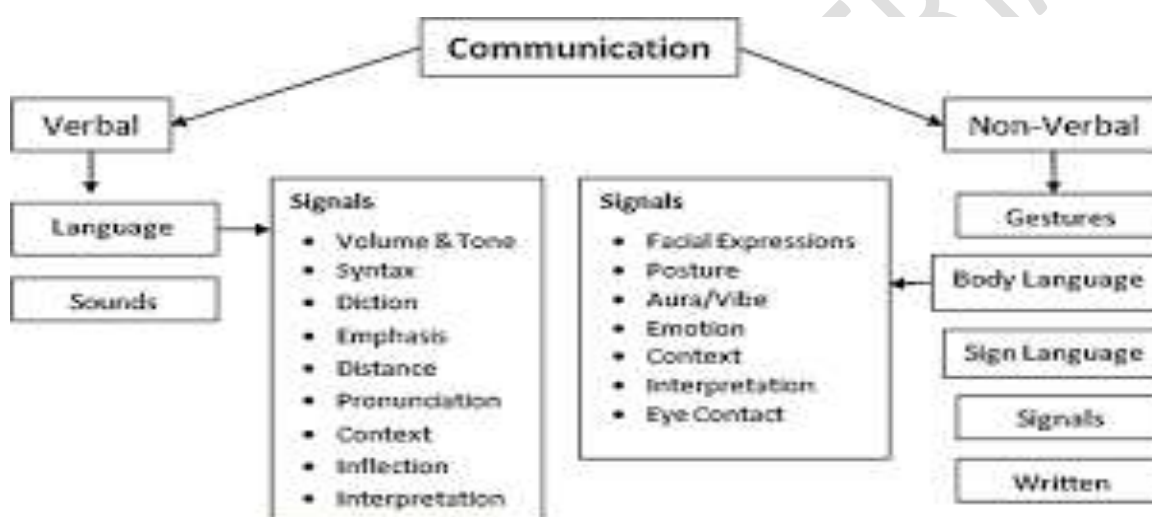 Communication
Verbal
Non-Verbal
Language
Sounds
Signals
• Volume & Tone
• Syntax
• Diction
• Emphasis
• Distance
• Pronunciation
• Context
• Inflection
• Interpretation
Signals
• Facial Expressions
• Posture
• Aura/Vibe
• Emotion
• Context
• Interpretation
• Eye Contact
Gestures
Body Language
Sign Language
Signals
Written